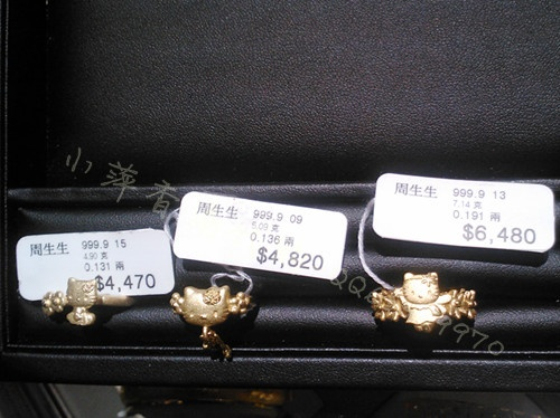 小萍香
周生生 999.9 15
4.90 克
0.131 兩
$4,470
周生生 999.9 09
5.09 克
0.136 兩
$4,820
周生生 999.9 13
7.14 克
0.191 兩
$6,480